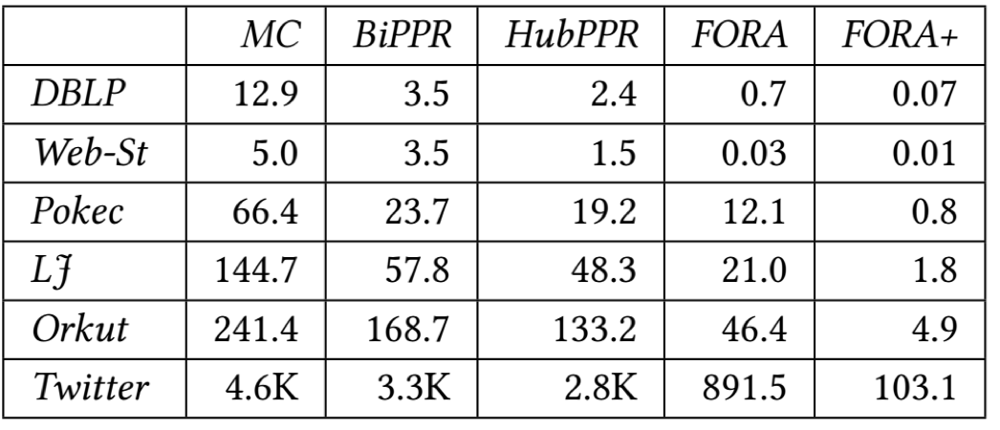 MC BiPPR HubPPR FORA FORA+
DBLP 12.9 3.5 2.4 0.7 0.07
Web-St 5.0 3.5 1.5 0.03 0.01
Pokec 66.4 23.7 19.2 12.1 0.8
LJ 144.7 57.8 48.3 21.0 1.8
Orkut 241.4 168.7 133.2 46.4 4.9
Twitter 4.6K 3.3K 2.8K 891.5 103.1